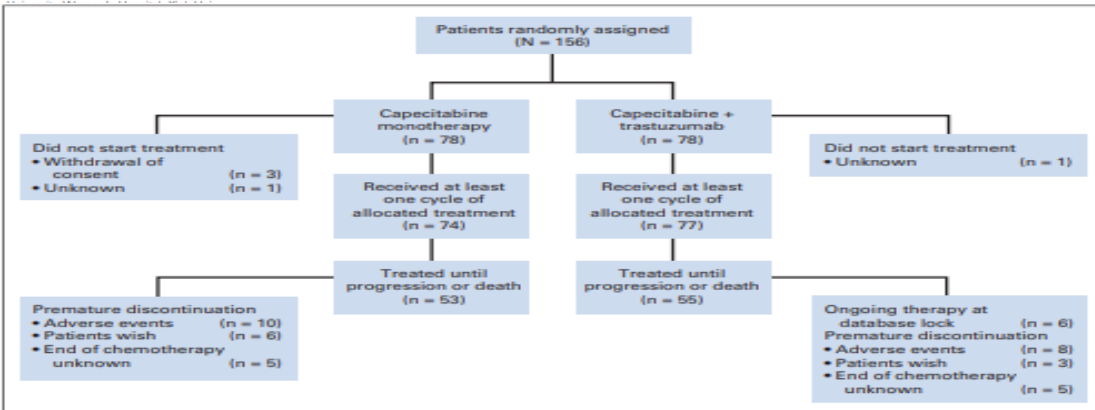 Patients randomly assigned
(N = 156)
Capecitabine
monotherapy
(n = 78)
Capecitabine +
trastuzumab
(n = 78)
Did not start treatment
• Withdrawal of
consent (n = 3)
• Unknown (n = 1)
Did not start treatment
• Unknown (n = 1)
Received at least
one cycle of
allocated treatment
(n = 74)
Received at least
one cycle of
allocated treatment
(n = 77)
Treated until
progression or death
(n = 53)
Treated until
progression or death
(n = 55)
Premature discontinuation
• Adverse events (n = 10)
• Patients wish (n = 6)
• End of chemotherapy
unknown (n = 5)
Ongoing therapy at
database lock (n = 6)
Premature discontinuation
• Adverse events (n = 8)
• Patients wish (n = 3)
• End of chemotherapy
unknown (n = 5)